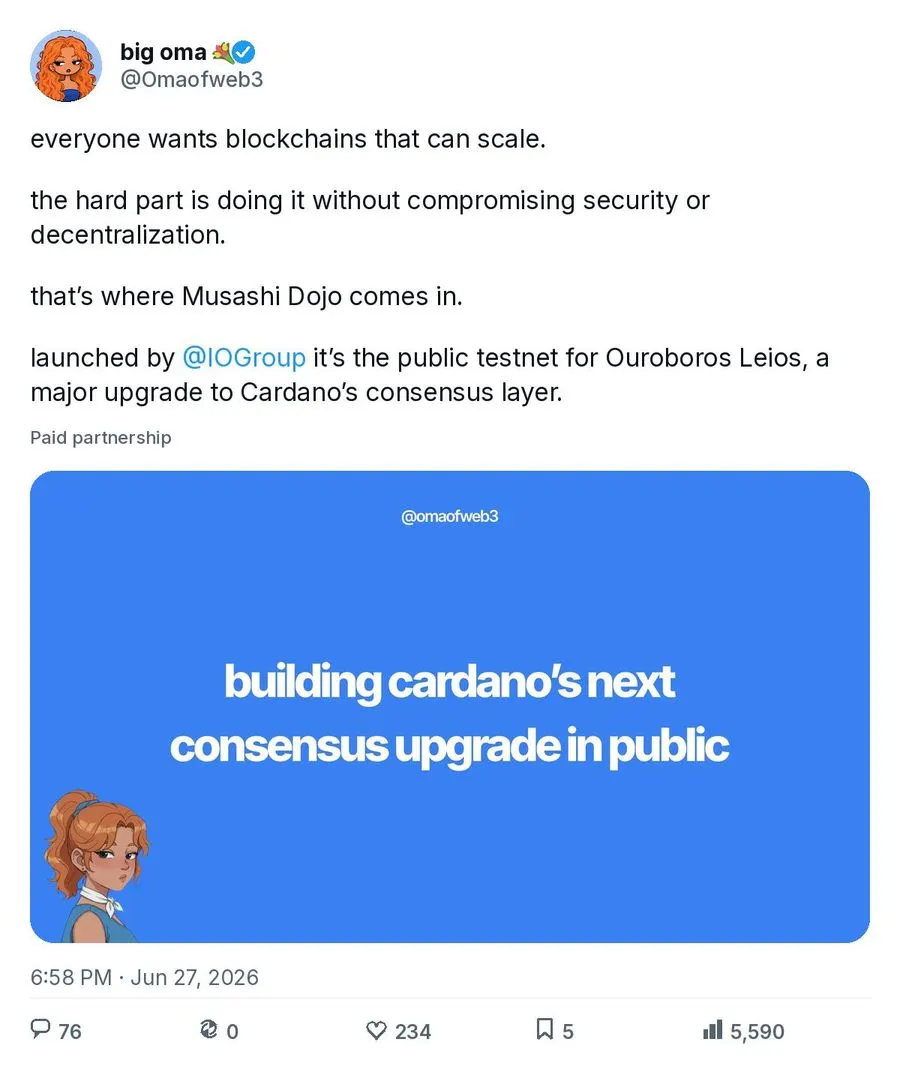 big oma
@Omaofweb3
everyone wants blockchains that can scale.
the hard part is doing it without compromising security or
decentralization.
that’s where Musashi Dojo comes in.
launched by @IOGroup it’s the public testnet for Ouroboros Leios, a
major upgrade to Cardano’s consensus layer.
Paid partnership
@omaofweb3
building cardano’s next
consensus upgrade in public
6:58 PM · Jun 27, 2026
76 0 234 5 5,590